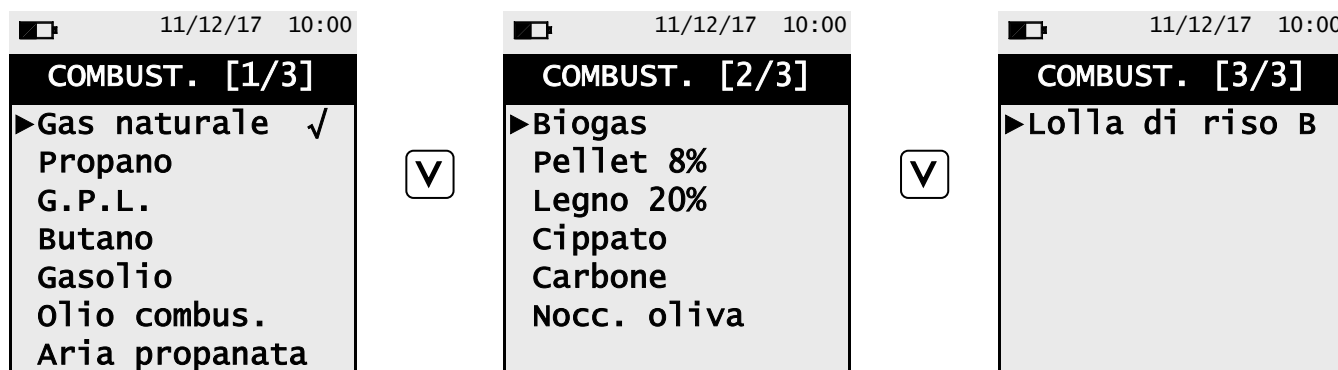 11/12/17 10:00
COMBUST. [1/3]
▶Gas naturale √
Propano
G.P.L.
Butano
Gasolio
Olio combus.
Aria propanata
V
11/12/17 10:00
COMBUST. [2/3]
▶Biogas
Pellet 8%
Legno 20%
Cippato
Carbone
Nocc. oliva
V
11/12/17 10:00
COMBUST. [3/3]
▶Lolla di riso B